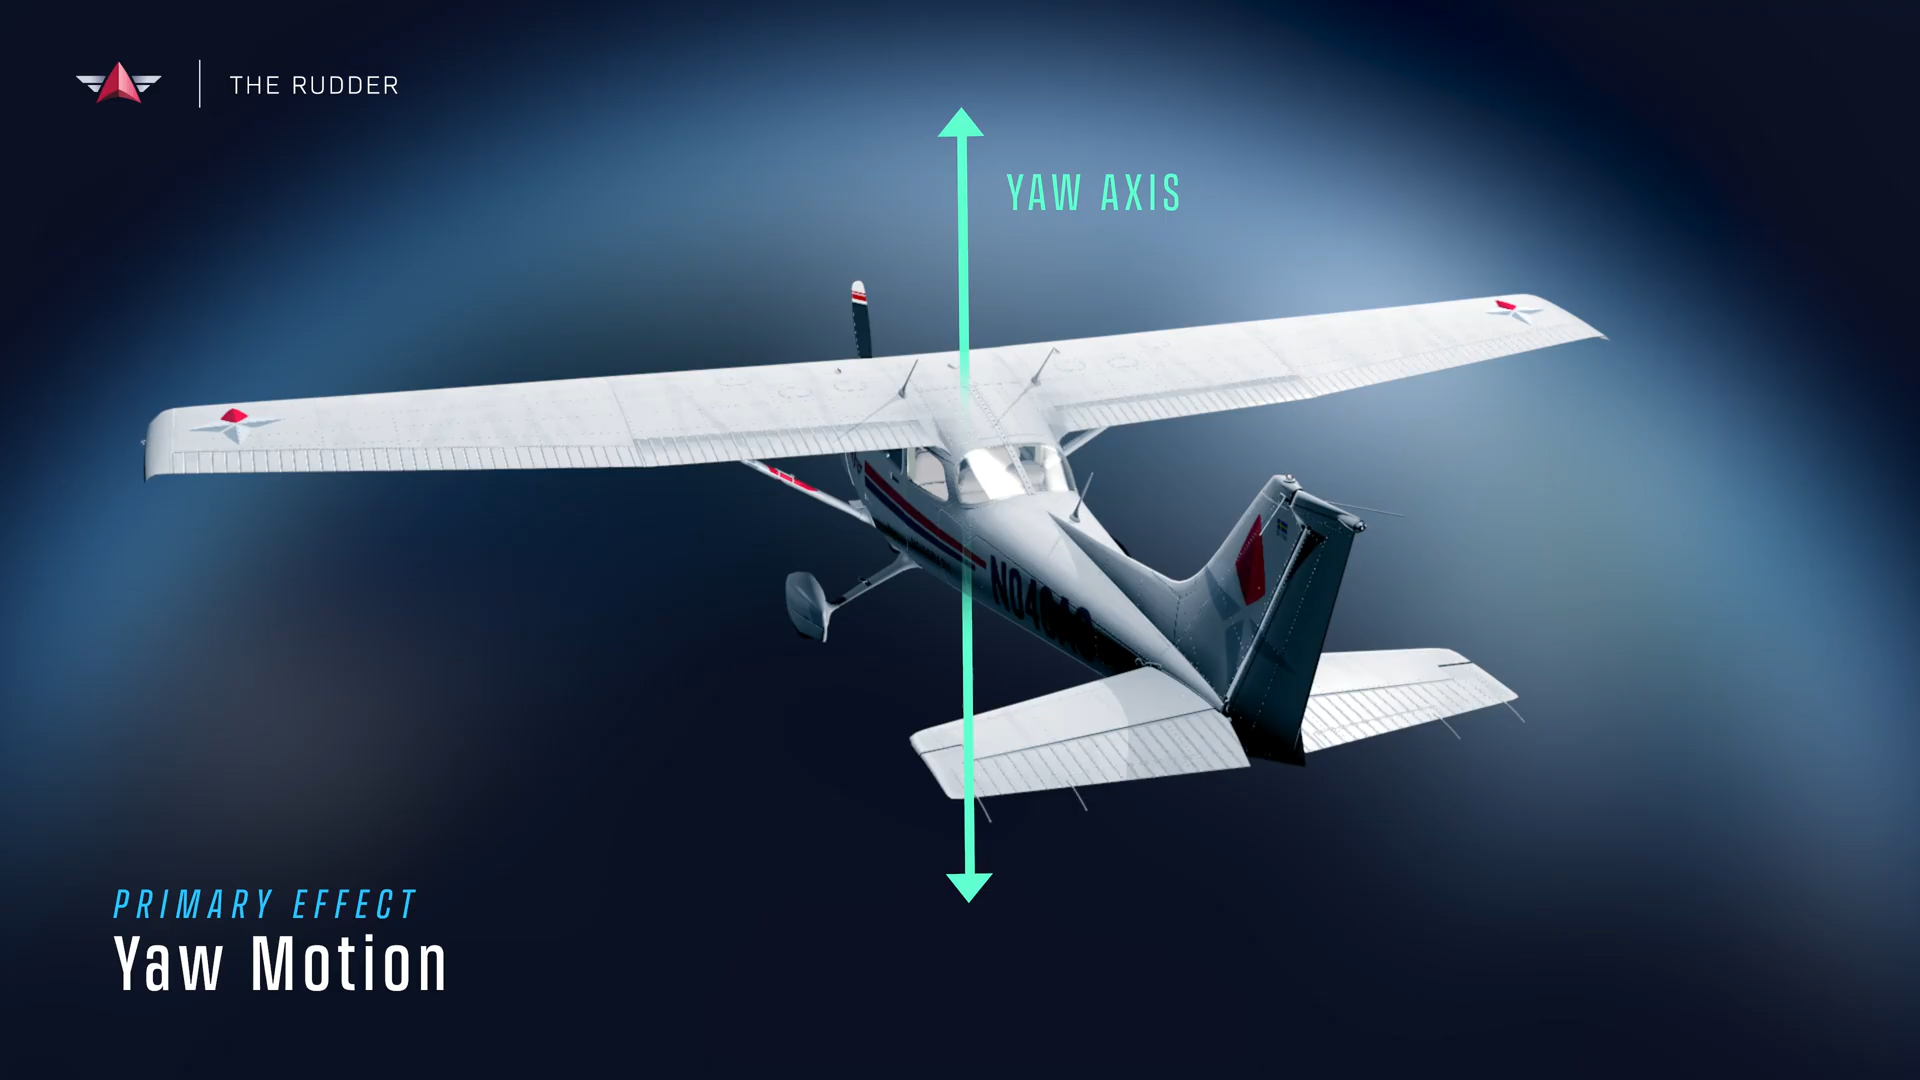 THE RUDDER
YAW AXIS
PRIMARY EFFECT
Yaw Motion